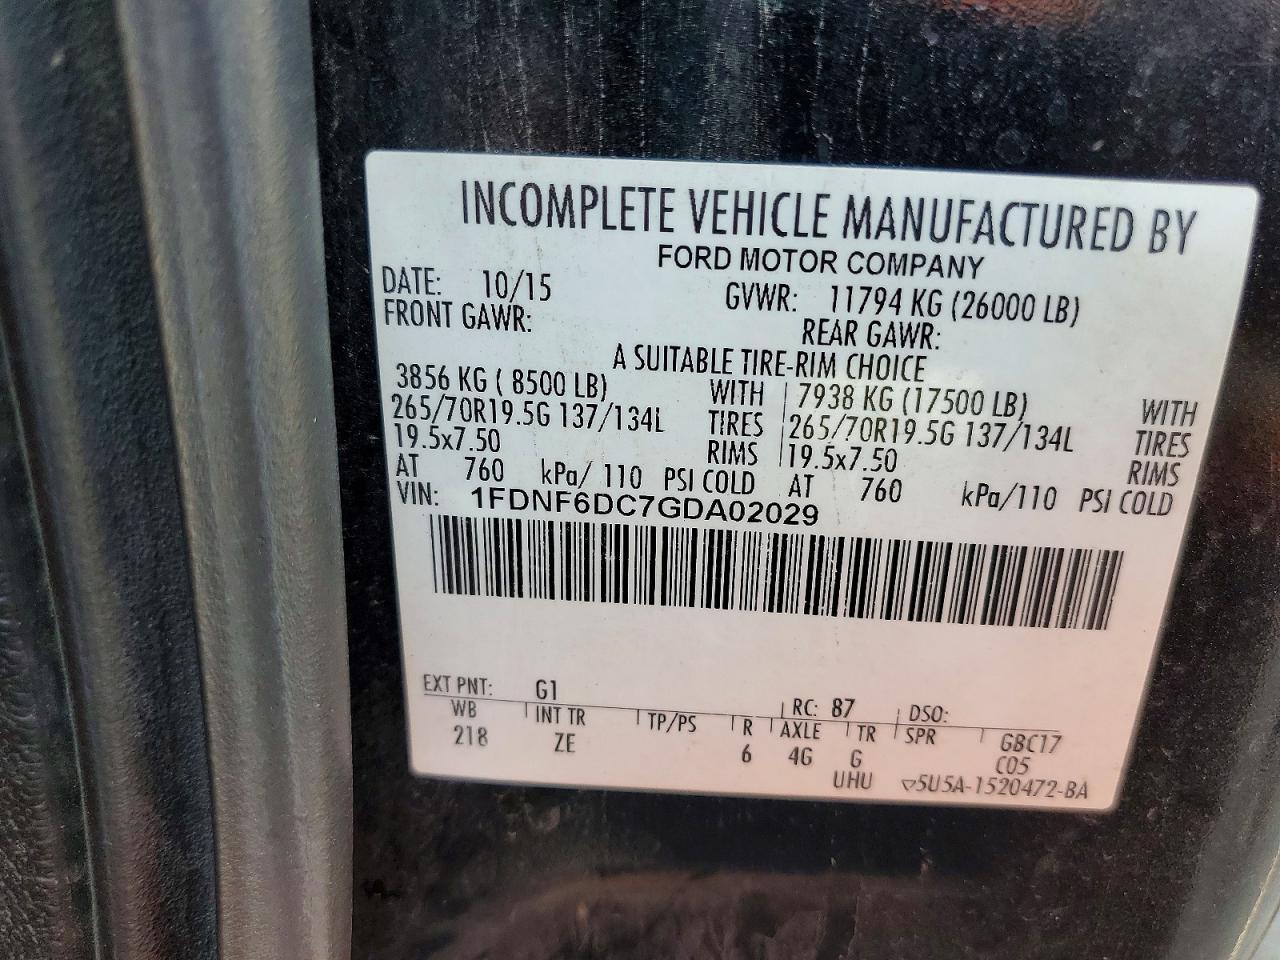 INCOMPLETE VEHICLE MANUFACTURED BY
FORD MOTOR COMPANY
DATE: 10/15 GVWR: 11794 KG (26000 LB)
FRONT GAWR: REAR GAWR:
A SUITABLE TIRE-RIM CHOICE
3856 KG ( 8500 LB) WITH 7938 KG (17500 LB) WITH
265/70R19.5G 137/134L TIRES 265/70R19.5G 137/134L TIRES
19.5x7.50 RIMS 19.5x7.50 RIMS
AT 760 kPa/ 110 PSI COLD AT 760 kPa/110 PSI COLD
VIN: 1FDNF6DC7GDA02029
EXT PNT: G1 RC: 87 DSO:
WB INT TR TP/PS R AXLE TR SPR GBC17
218 ZE 6 4G G C05
UHU ▽5U5A-1520472-BA